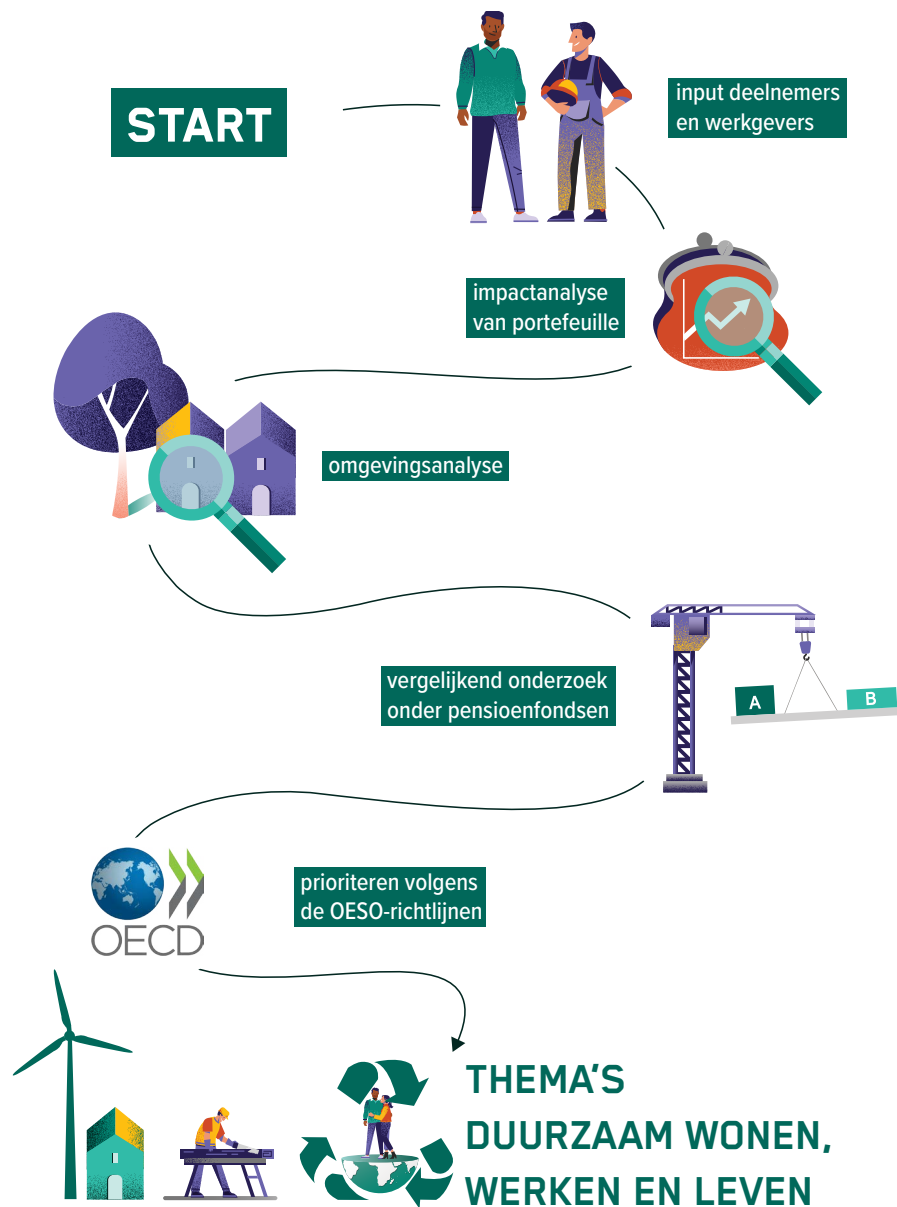 START
input deelnemers
en werkgevers
impactanalyse
van portefeuille
omgevingsanalyse
vergelijkend onderzoek
onder pensioenfondsen
A
B
prioriteren volgens
de OESO-richtlijnen
OECD
THEMA'S
DUURZAAM WONEN,
WERKEN EN LEVEN